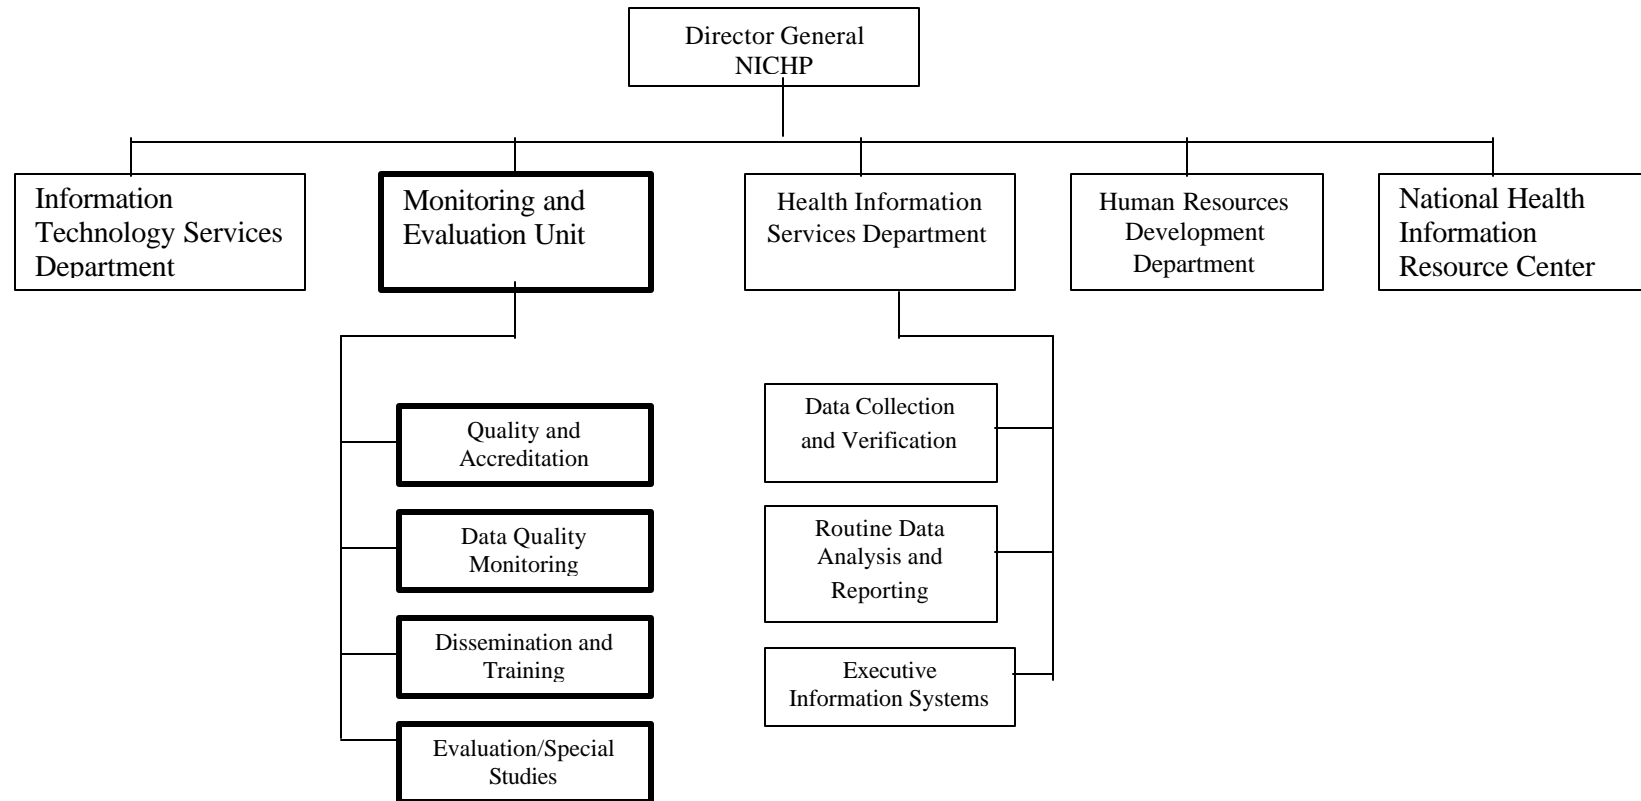 Director General
NICHP
Information
Technology Services
Department
Monitoring and
Evaluation Unit
Health Information
Services Department
Human Resources
Development
Department
National Health
Information
Resource Center
Quality and
Accreditation
Data Quality
Monitoring
Dissemination and
Training
Evaluation/Special
Studies
Data Collection
and Verification
Routine Data
Analysis and
Reporting
Executive
Information Systems